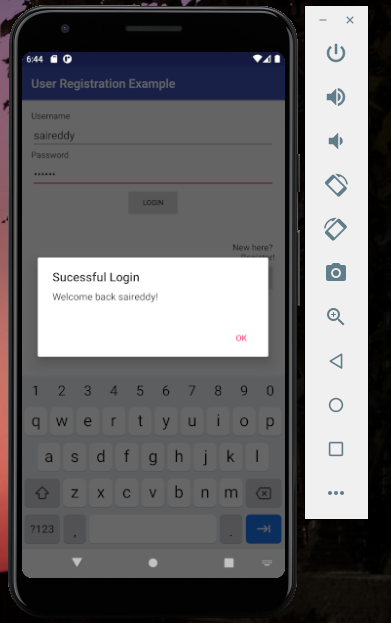 6:44
User Registration Example
Username
saireddy
Password
••••••
LOGIN
New here?
Sucessful Login
Welcome back saireddy!
OK
1 2 3 4 5 6 7 8 9 0
q w e r t y u i o p
a s d f g h j k l
z x c v b n m
?123 , .